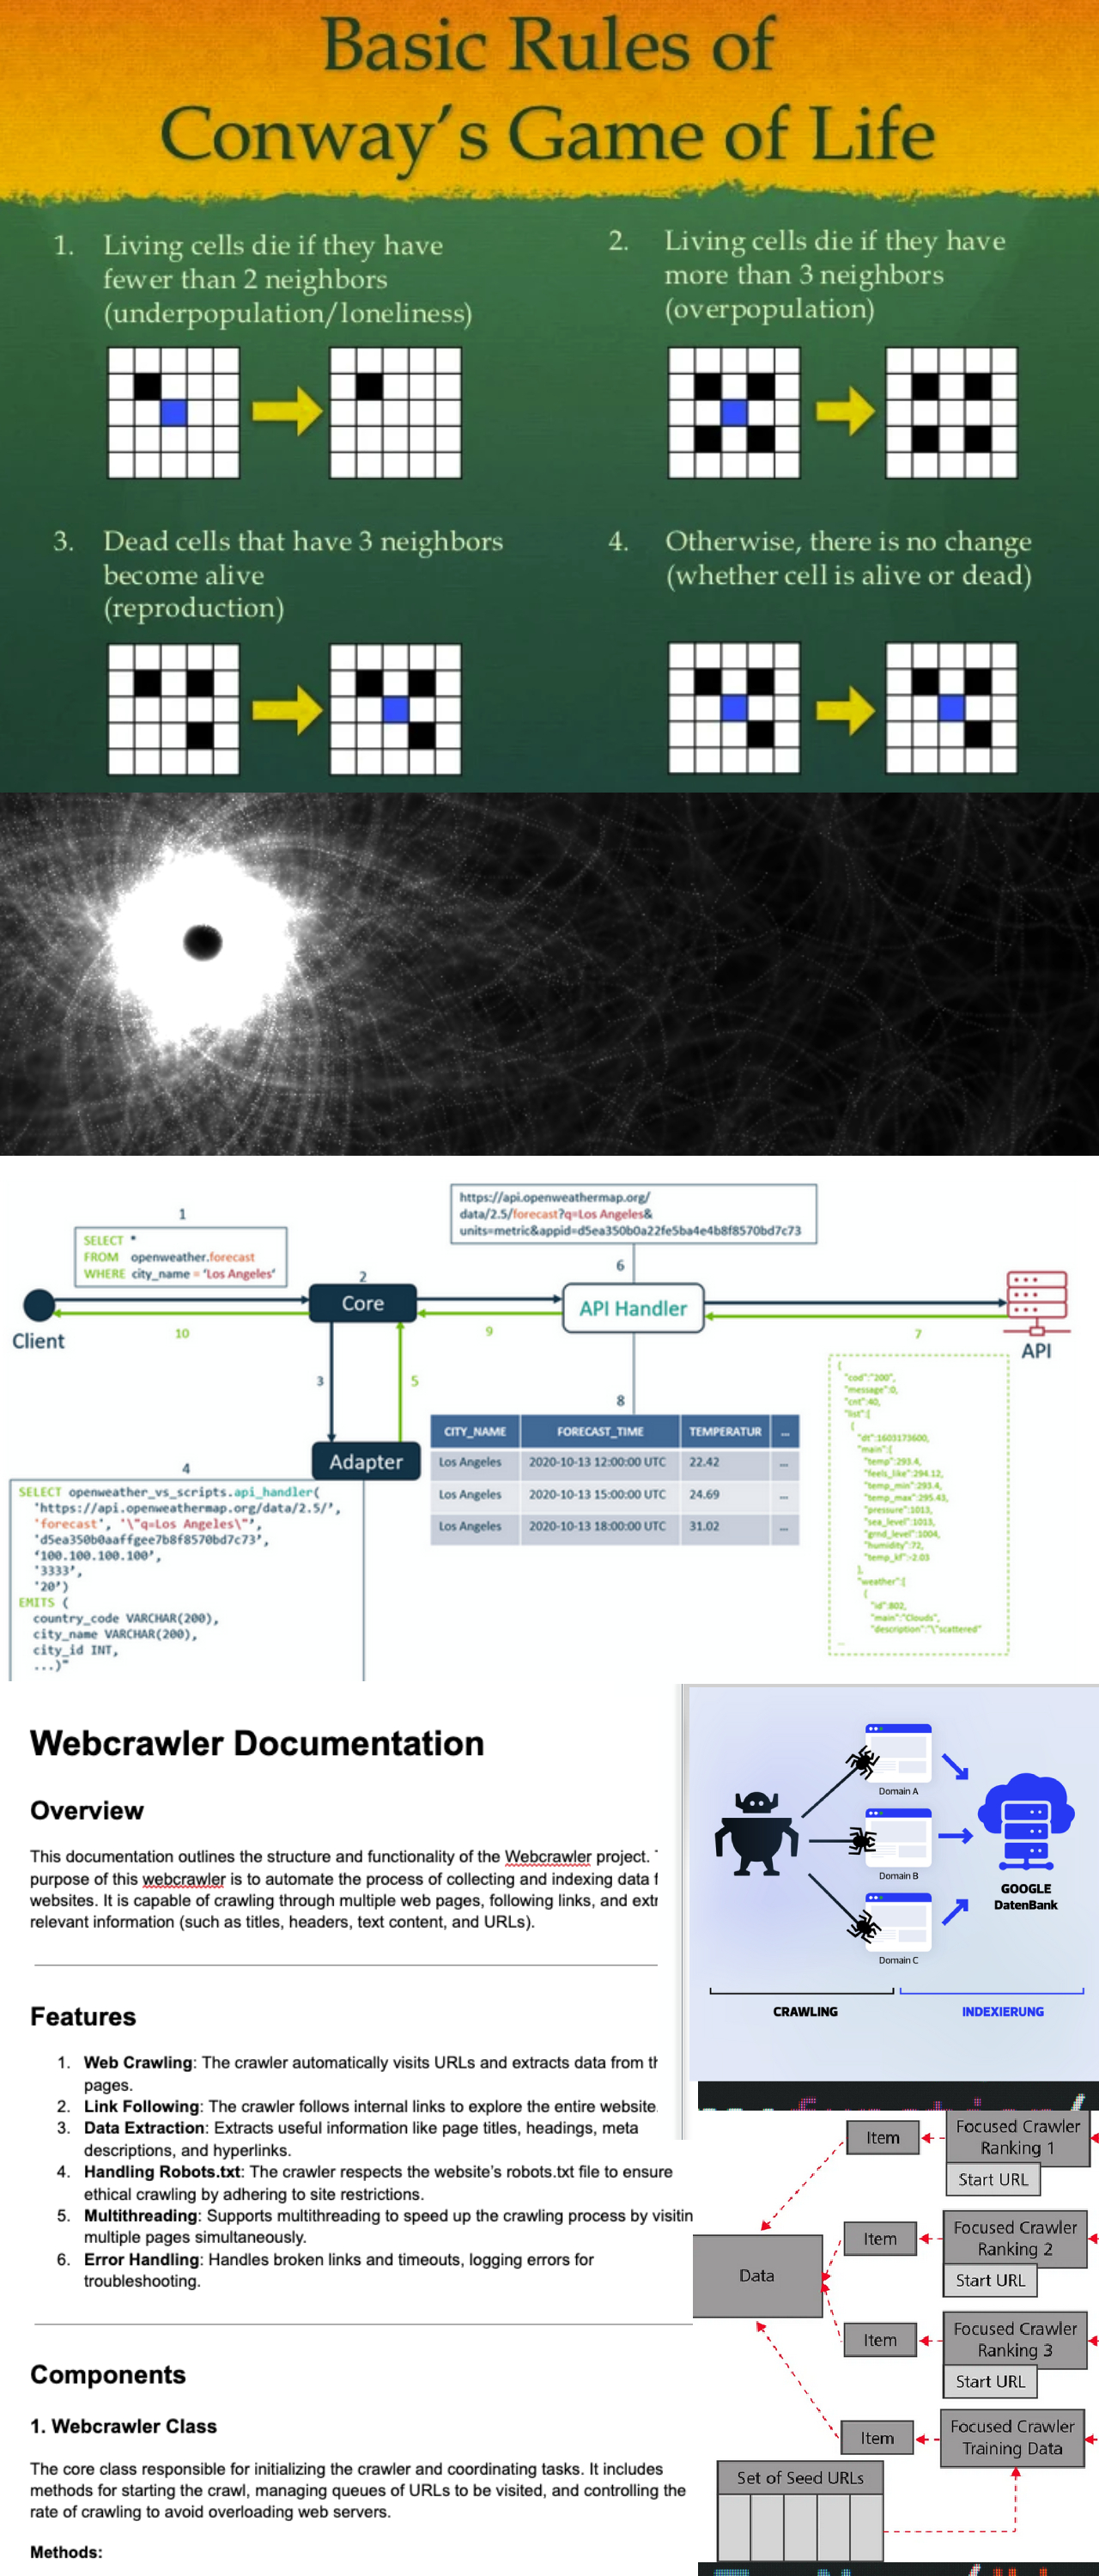 Basic Rules of
Conway's Game of Life
1. Living cells die if they have
fewer than 2 neighbors
(underpopulation/loneliness)
2. Living cells die if they have
more than 3 neighbors
(overpopulation)
3. Dead cells that have 3 neighbors
become alive
(reproduction)
4. Otherwise, there is no change
(whether cell is alive or dead)
https://api.openweathermap.org/
data/2.5/forecast?q=Los Angeles&
units=metric&appid=d5ea350b0a22fe5ba4e4b8f8570bd7c73
1
SELECT *
FROM openweather.forecast
WHERE city_name = 'Los Angeles'
2
6
Client
Core
API Handler
API
10
9
7
3
5
8
Adapter
4
SELECT openweather_vs_scripts.api_handler(
'https://api.openweathermap.org/data/2.5/',
'forecast', '\"q=Los Angeles\"',
'd5ea350b0aaffgee7b8f8570bd7c73',
'100.100.100.100',
'3333',
'20')
EMITS (
country_code VARCHAR(200),
city_name VARCHAR(200),
city_id INT,
...)"
CITY_NAME FORECAST_TIME TEMPERATUR ...
Los Angeles 2020-10-13 12:00:00 UTC 22.42 ...
Los Angeles 2020-10-13 15:00:00 UTC 24.69 ...
Los Angeles 2020-10-13 18:00:00 UTC 31.02 ...
{
"cod":"200",
"message":0,
"cnt":40,
"list":[
{
"dt":1603173600,
"main":{
"temp":293.4,
"feels_like":294.12,
"temp_min":293.4,
"temp_max":295.43,
"pressure":1013,
"sea_level":1013,
"grnd_level":1004,
"humidity":72,
"temp_kf":-2.03
},
"weather":[
{
"id":802,
"main":"Clouds",
"description":"\"scattered"
...
Webcrawler Documentation
Overview
This documentation outlines the structure and functionality of the Webcrawler project.
purpose of this webcrawler is to automate the process of collecting and indexing data f
websites. It is capable of crawling through multiple web pages, following links, and extr
relevant information (such as titles, headers, text content, and URLs).
Features
1. Web Crawling: The crawler automatically visits URLs and extracts data from th
pages.
2. Link Following: The crawler follows internal links to explore the entire website
3. Data Extraction: Extracts useful information like page titles, headings, meta
descriptions, and hyperlinks.
4. Handling Robots.txt: The crawler respects the website's robots.txt file to ensure
ethical crawling by adhering to site restrictions.
5. Multithreading: Supports multithreading to speed up the crawling process by visitin
multiple pages simultaneously.
6. Error Handling: Handles broken links and timeouts, logging errors for
troubleshooting.
Components
1. Webcrawler Class
The core class responsible for initializing the crawler and coordinating tasks. It includes
methods for starting the crawl, managing queues of URLs to be visited, and controlling the
rate of crawling to avoid overloading web servers.
Methods:
Domain A
Domain B
Domain C
GOOGLE
DatenBank
CRAWLING
INDEXIERUNG
Item
Focused Crawler
Ranking 1
Start URL
Item
Focused Crawler
Ranking 2
Start URL
Data
Item
Focused Crawler
Ranking 3
Start URL
Item
Focused Crawler
Training Data
Set of Seed URLs